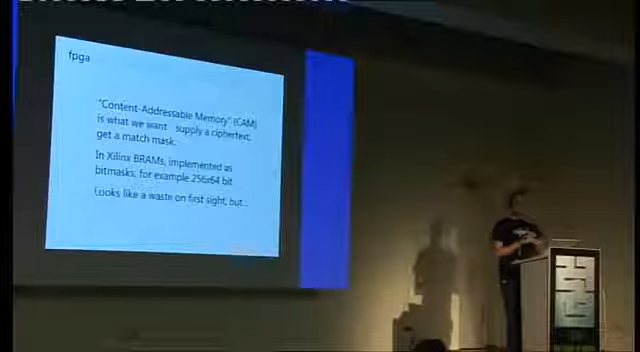 fpga
"Content-Addressable Memory" (CAM)
is what we want supply a ciphertext,
get a match mask.
In Xilinx BRAMs, implemented as
bitmasks, for example 256x64 bit
Looks like a waste on first sight, but...